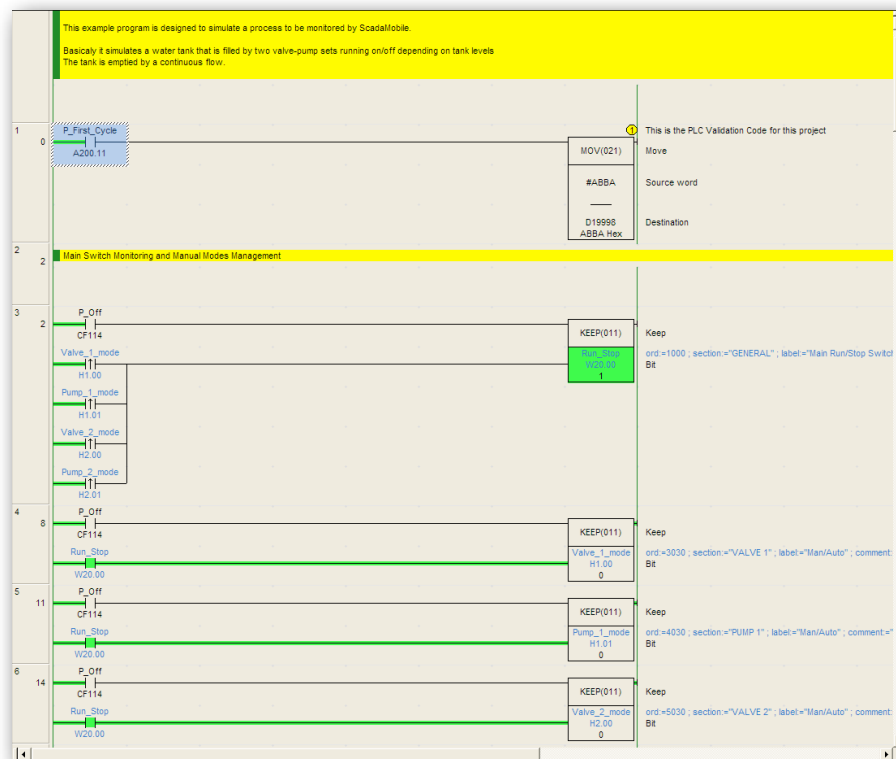 This example program is designed to simulate a process to be monitored by ScadaMobile.
Basicaly it simulates a water tank that is filled by two valve-pump sets running on/off depending on tank levels
The tank is emptied by a continuous flow.
1
0
P_First_Cycle
A200.11
1
This is the PLC Validation Code for this project
MOV(021)
Move
#ABBA
Source word
D19998
ABBA Hex
Destination
2
2
Main Switch Monitoring and Manual Modes Management
3
2
P_Off
CF114
KEEP(011)
Keep
Valve_1_mode
H1.00
Run_Stop
W20.00
1
ord:=1000 ; section:="GENERAL" ; label:="Main Run/Stop Switch
Bit
Pump_1_mode
H1.01
Valve_2_mode
H2.00
Pump_2_mode
H2.01
4
8
P_Off
CF114
KEEP(011)
Keep
Run_Stop
W20.00
Valve_1_mode
H1.00
0
ord:=3030 ; section:="VALVE 1" ; label:="Man/Auto" ; comment:
Bit
5
11
P_Off
CF114
KEEP(011)
Keep
Run_Stop
W20.00
Pump_1_mode
H1.01
0
ord:=4030 ; section:="PUMP 1" ; label:="Man/Auto" ; comment:="
Bit
6
14
P_Off
CF114
KEEP(011)
Keep
Run_Stop
W20.00
Valve_2_mode
H2.00
0
ord:=5030 ; section:="VALVE 2" ; label:="Man/Auto" ; comment:
Bit